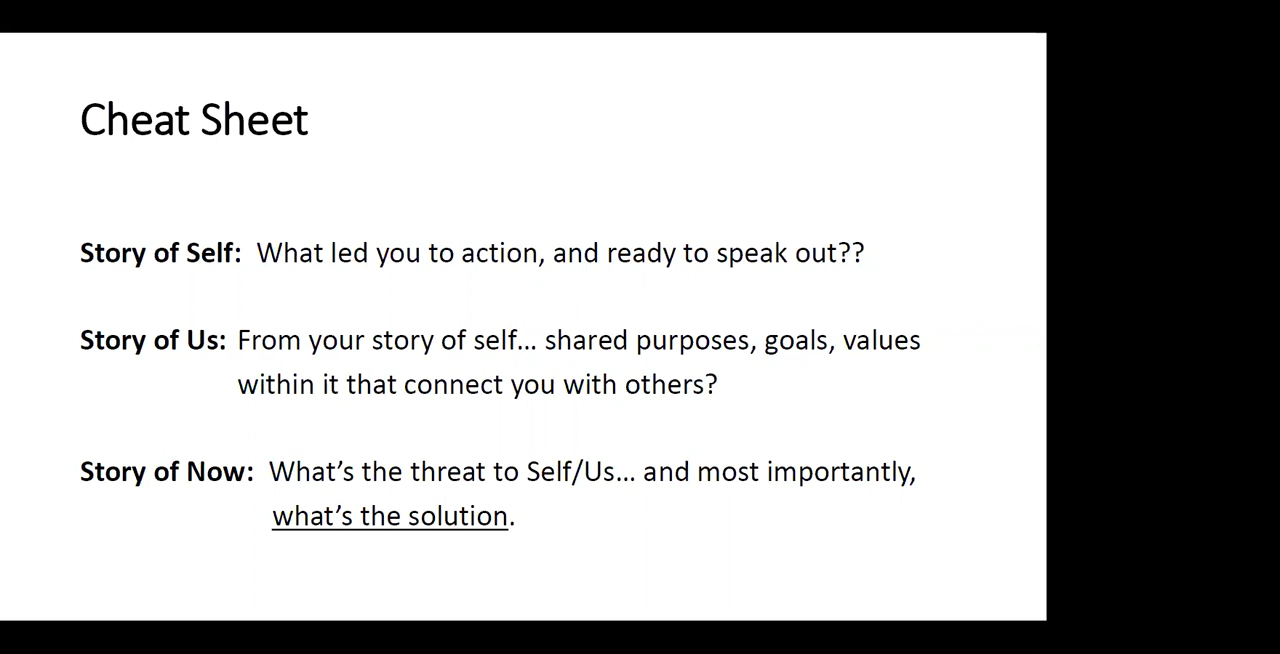 Cheat Sheet
Story of Self: What led you to action, and ready to speak out??
Story of Us: From your story of self... shared purposes, goals, values
within it that connect you with others?
Story of Now: What’s the threat to Self/Us... and most importantly,
what’s the solution.